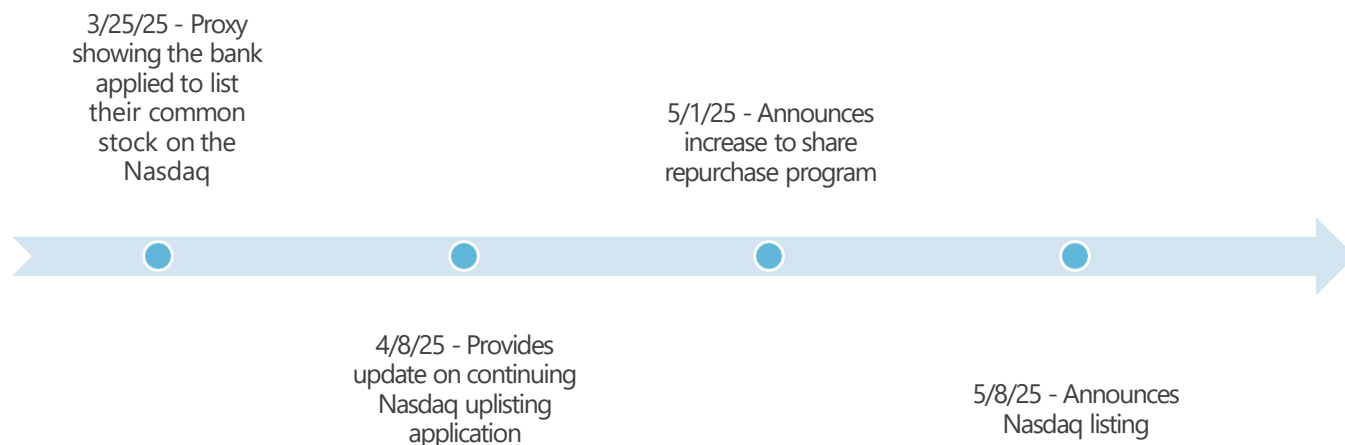 3/25/25 - Proxy
showing the bank
applied to list
their common
stock on the
Nasdaq
4/8/25 - Provides
update on continuing
Nasdaq uplisting
application
5/1/25 - Announces
increase to share
repurchase program
5/8/25 - Announces
Nasdaq listing